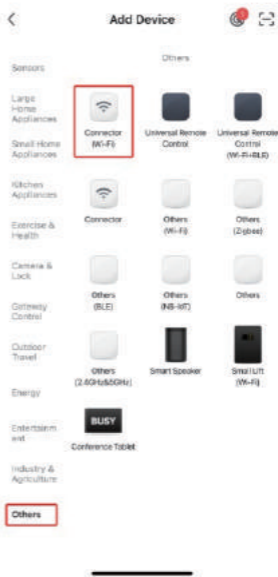 Add Device
Sensors
Large
Home
Appliances
Small Home
Appliances
Kitchen
Appliances
Exercise &
Health
Camera &
Lock
Gateway
Control
Outdoor
Travel
Energy
Entertainm
ent
Industry &
Agriculture
Others
Others
Connector
(Wi-Fi)
Universal Remote
Control
Universal Remote
Control
(Wi-Fi+BLE)
Connector
Others
(Wi-Fi)
Others
(Zigbee)
Others
(BLE)
Others
(NB-IoT)
Others
Others
(2.4GHz&5GHz)
Smart Speaker
Small Lift
(Wi-Fi)
BUSY
Conference Tablet